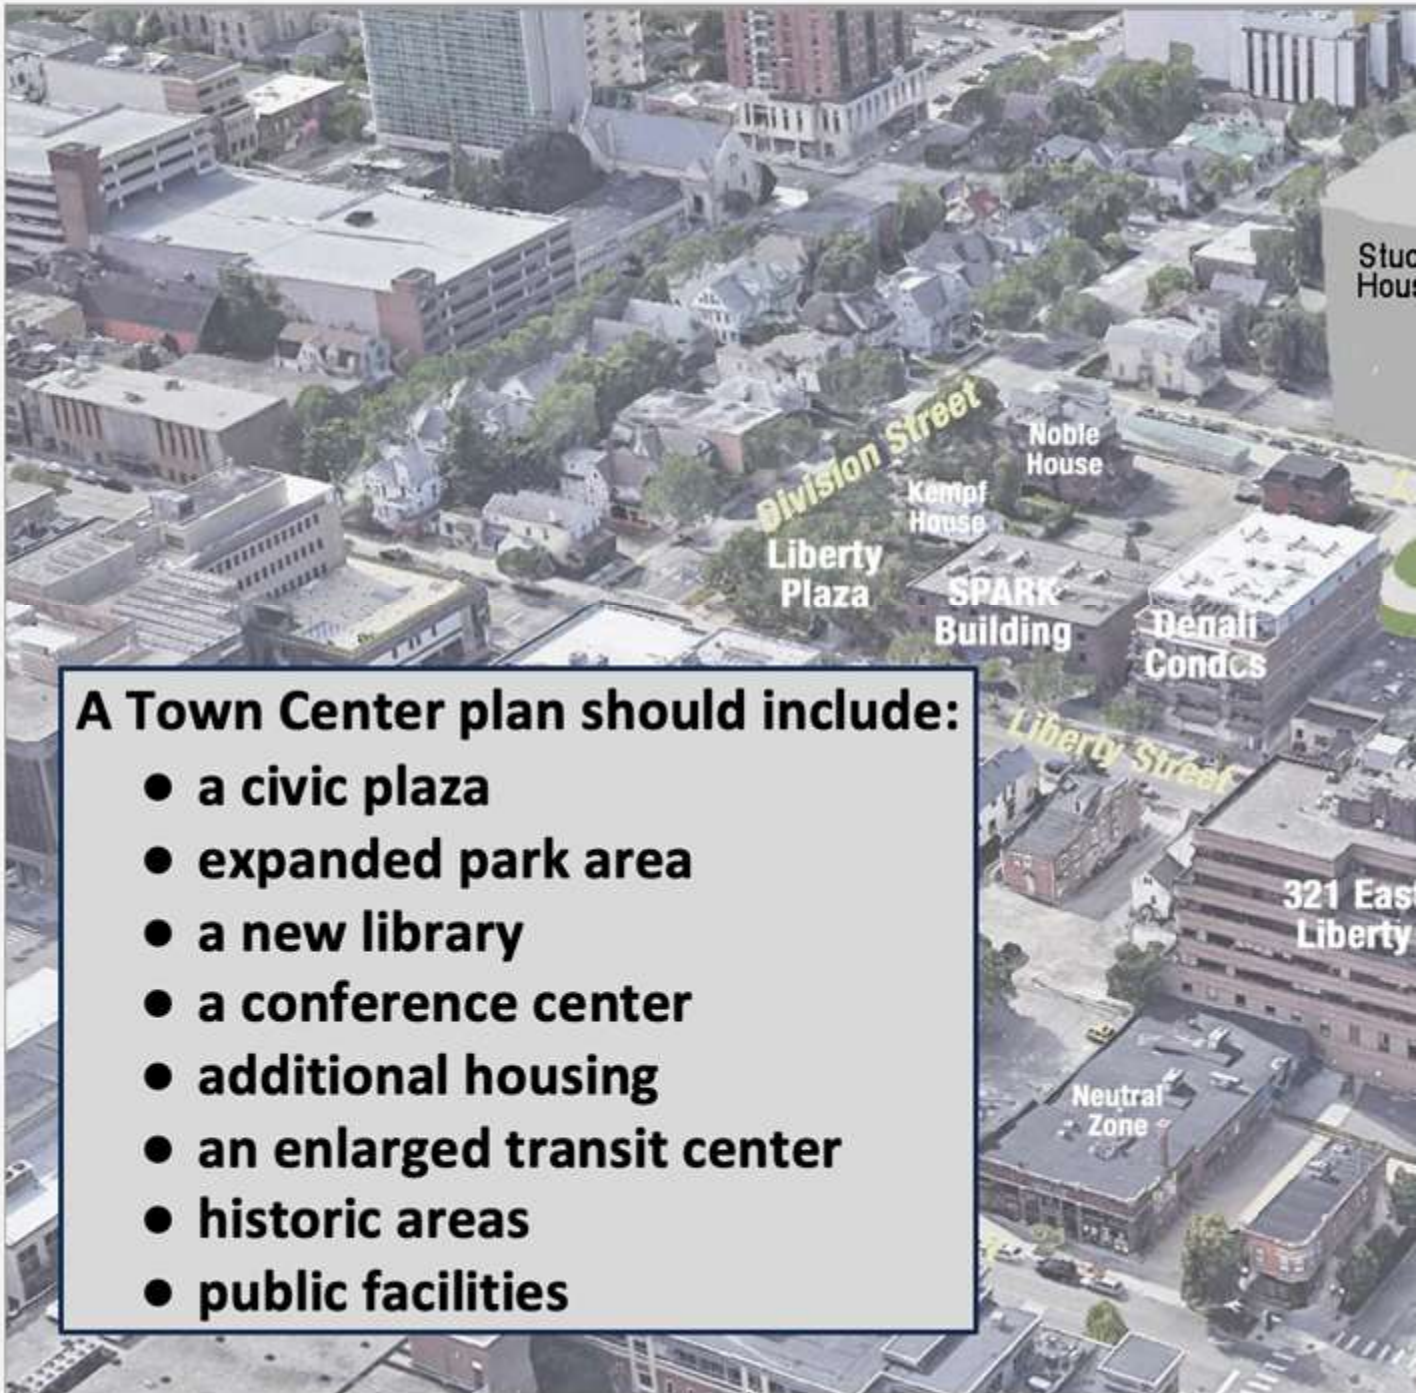 Division Street
Noble
House
Kempf
House
Liberty
Plaza
SPARK
Building
Denali
Condos
Liberty Street
321 East
Liberty
Neutral
Zone
A Town Center plan should include:
● a civic plaza
● expanded park area
● a new library
● a conference center
● additional housing
● an enlarged transit center
● historic areas
● public facilities